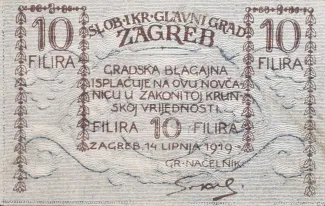 SL. OB. I KR. GLAVNI GRAD
ZAGREB
10
FILIRA
10
FILIRA
GRADSKA BLAGAJNA
ISPLAĆUJE NA OVU NOVČA-
NICU U ZAKONITOJ KRUN-
SKOJ VRIJEDNOSTI
FILIRA 10 FILIRA
ZAGREB, 14 LIPNJA 1919
GR. NAČELNIK: